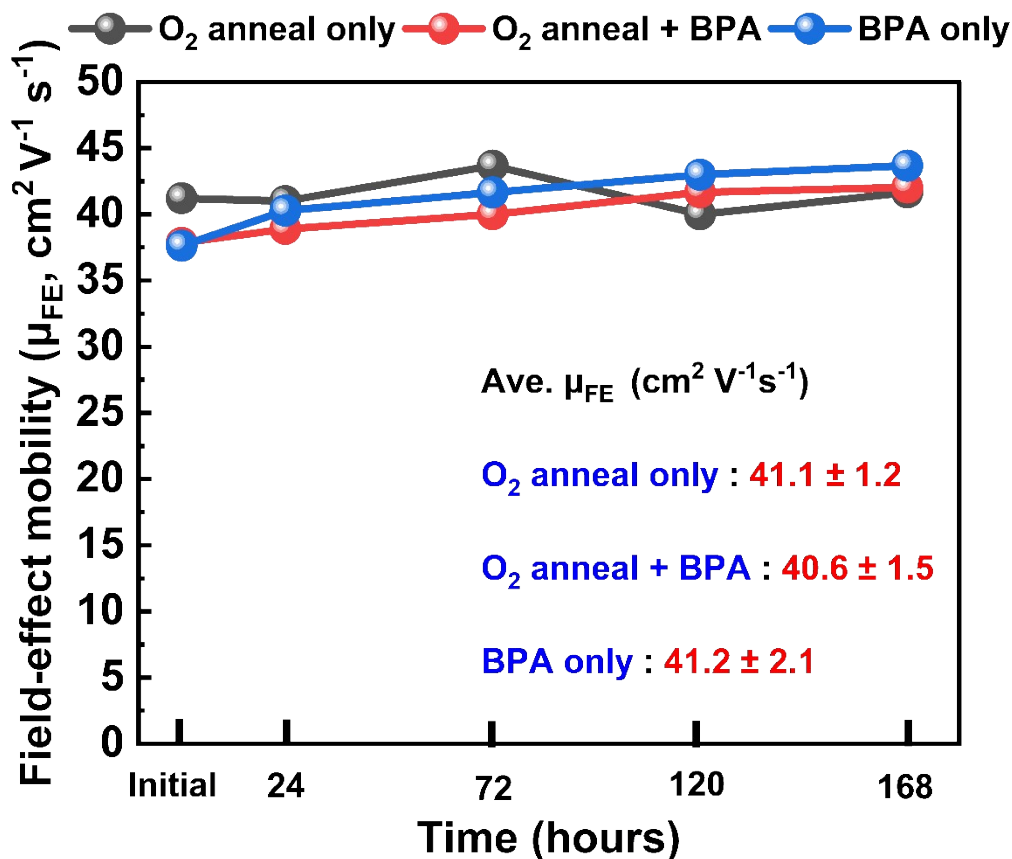 O₂ anneal only O₂ anneal + BPA BPA only
Field-effect mobility (μFE, cm² V⁻¹ s⁻¹)
50
45
40
35
30
25
20
15
10
5
0
Ave. μFE (cm² V⁻¹s⁻¹)
O₂ anneal only : 41.1 ± 1.2
O₂ anneal + BPA : 40.6 ± 1.5
BPA only : 41.2 ± 2.1
Initial 24 72 120 168
Time (hours)